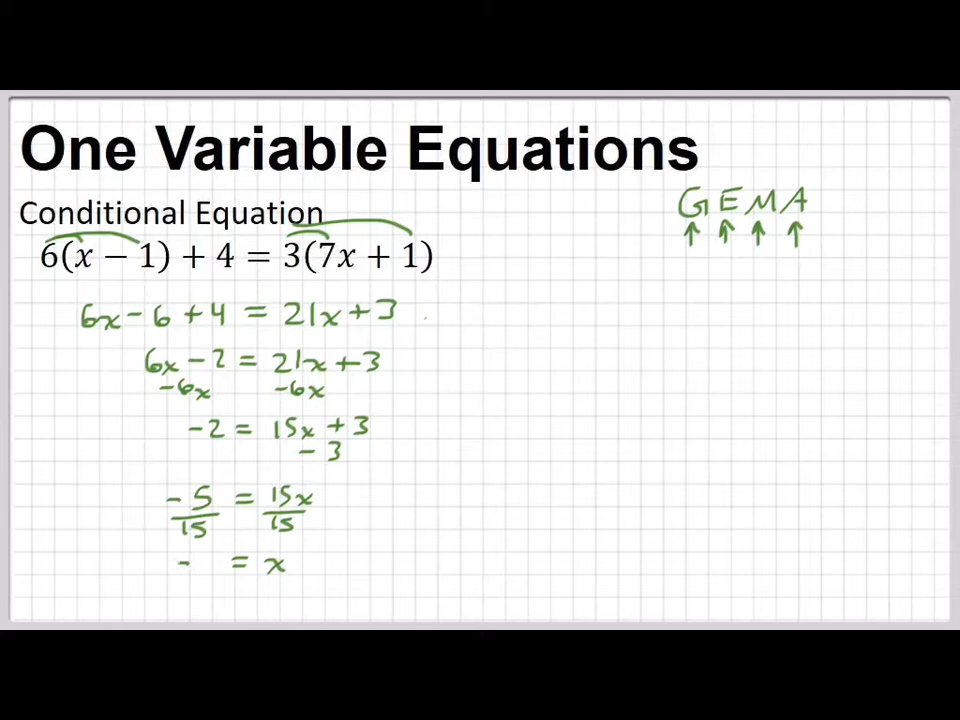 One Variable Equations
Conditional Equation
GEMA
6(x − 1) + 4 = 3(7x + 1)
6x - 6 + 4 = 21x + 3
6x - 2 = 21x + 3
-6x -6x
-2 = 15x + 3
- 3
-5 = 15x
15 15
- = x